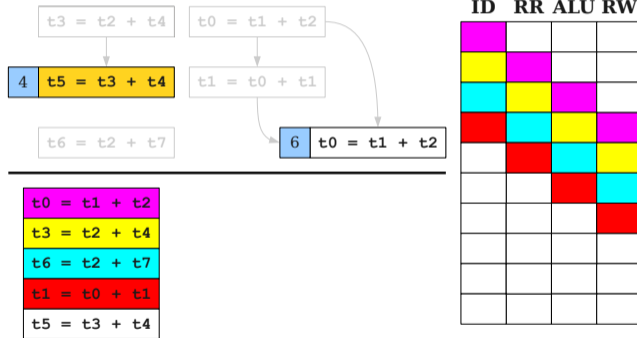 ID RR ALU RW
t3 = t2 + t4
t0 = t1 + t2
4 t5 = t3 + t4
t1 = t0 + t1
t6 = t2 + t7
6 t0 = t1 + t2
t0 = t1 + t2
t3 = t2 + t4
t6 = t2 + t7
t1 = t0 + t1
t5 = t3 + t4